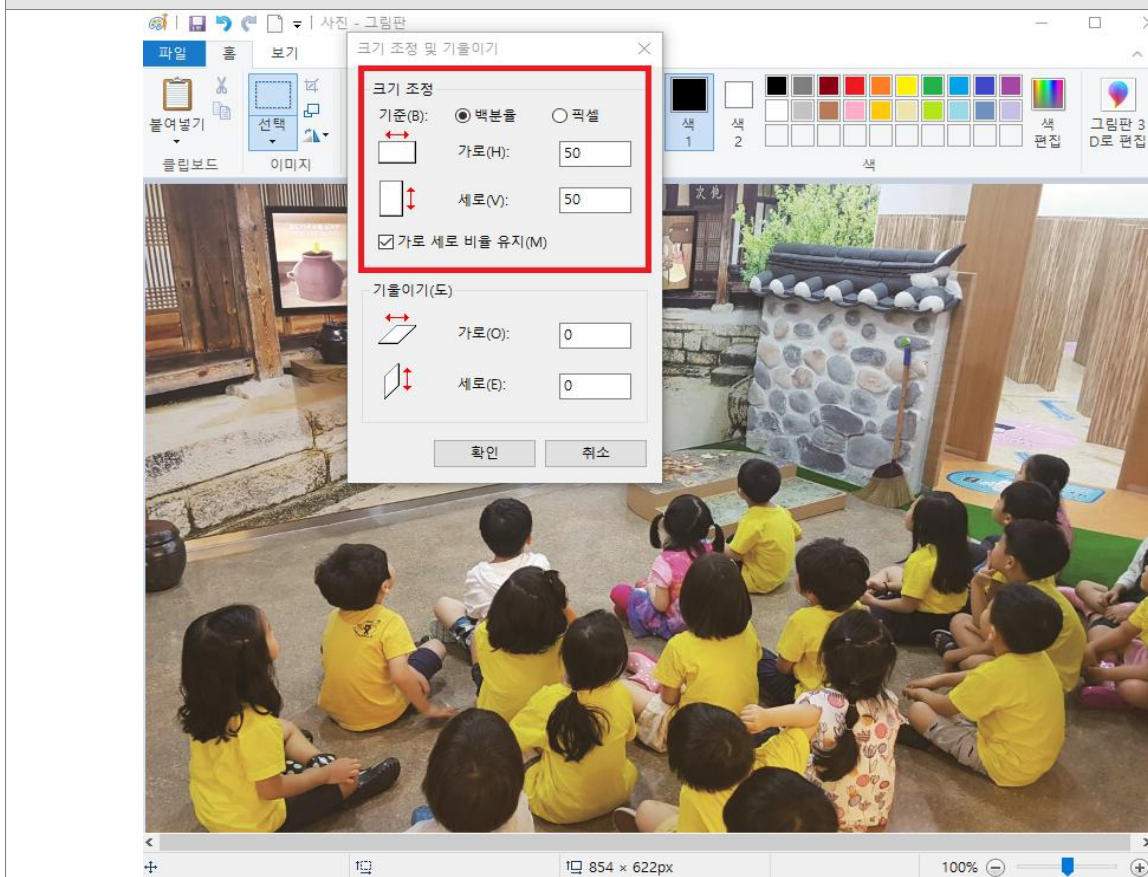 사진 - 그림판
파일 홈 보기
크기 조정 및 기울이기
붙여넣기
선택
클립보드
이미지
크기 조정
기준(B): 백분율 픽셀
가로(H): 50
세로(V): 50
가로 세로 비율 유지(M)
기울이기(도)
가로(O): 0
세로(E): 0
확인 취소
색
1
색
2
색
편집
그림판 3
D로 편집
색
854 × 622px
100%